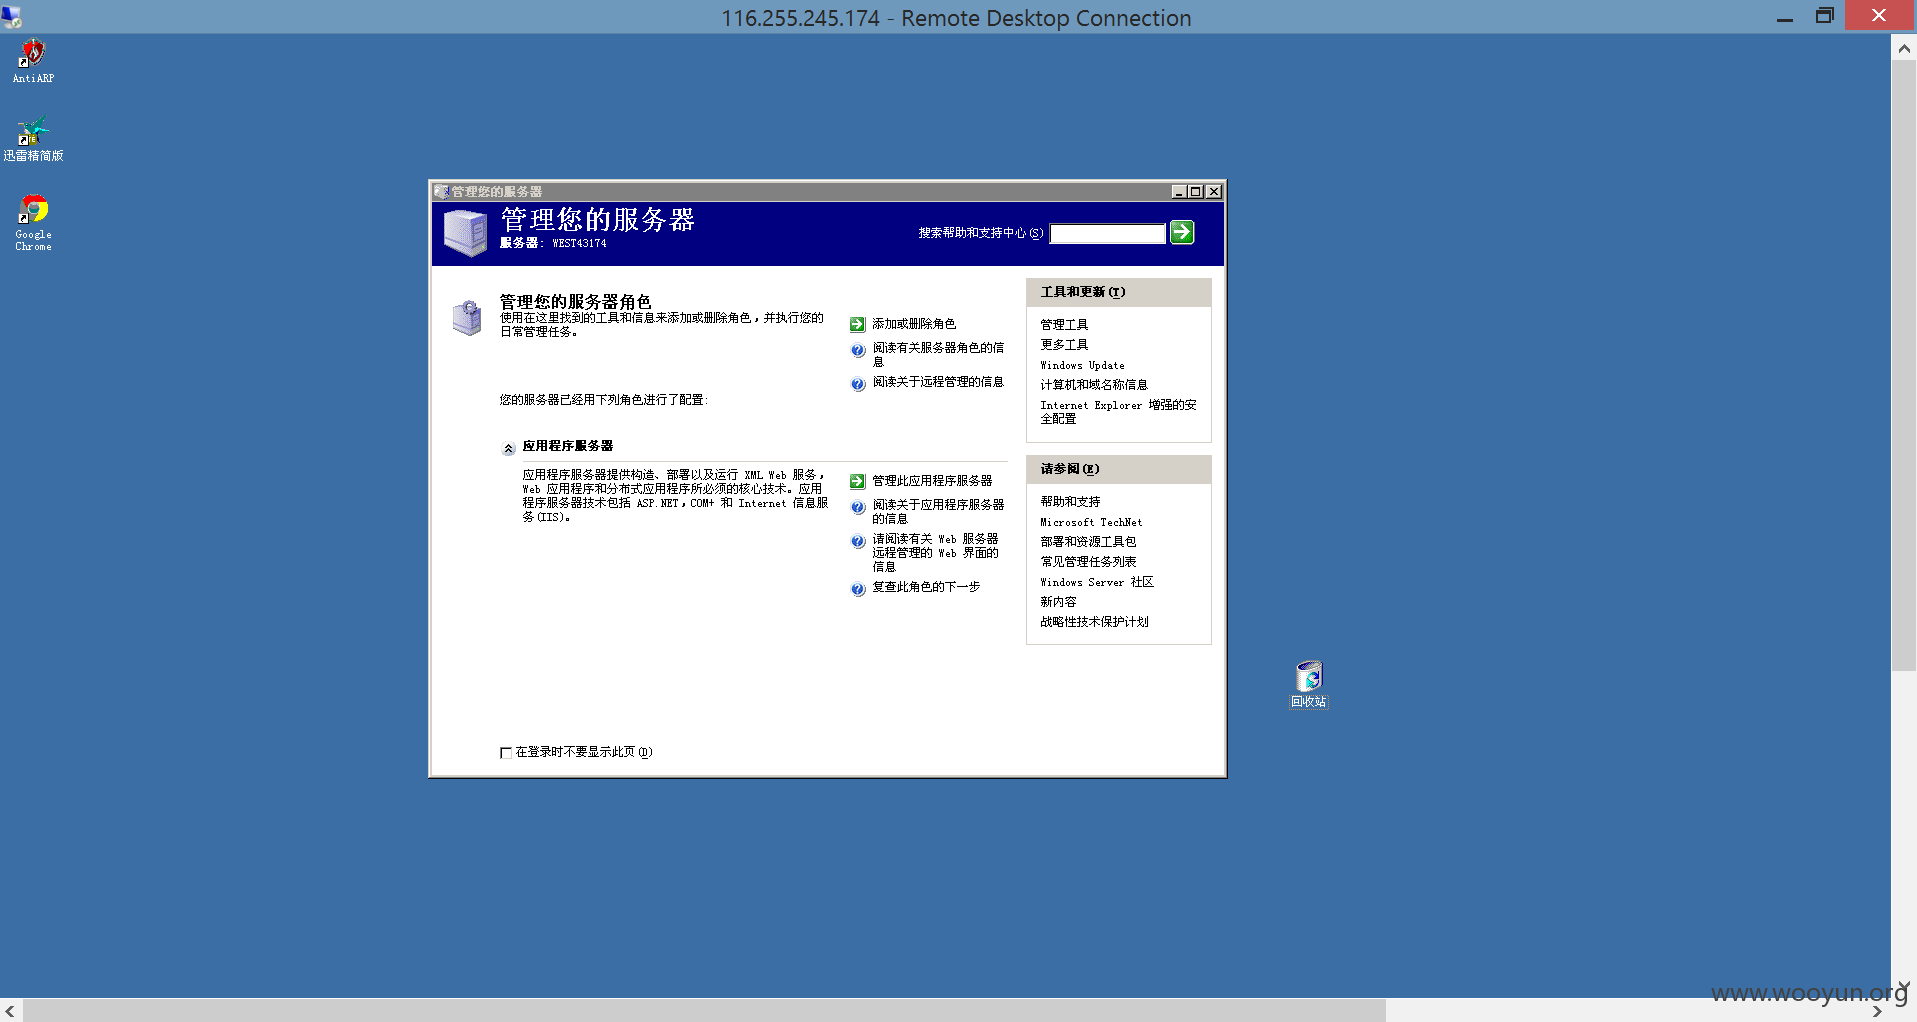 116.255.245.174 - Remote Desktop Connection
AntiARP
迅雷精简版
Google
Chrome
管理您的服务器
管理您的服务器
服务器: WEST43174
搜索帮助和支持中心(S)
管理您的服务器角色
使用在这里找到的工具和信息来添加或删除角色，并执行您的
日常管理任务。
添加或删除角色
阅读有关服务器角色的信
息
阅读关于远程管理的信息
您的服务器已经用下列角色进行了配置:
应用程序服务器
应用程序服务器提供构造、部署以及运行 XML Web 服务，
Web 应用程序和分布式应用程序所必须的核心技术。应用
程序服务器技术包括 ASP.NET，COM+ 和 Internet 信息服
务(IIS)。
管理此应用程序服务器
阅读关于应用程序服务器
的信息
请阅读有关 Web 服务器
远程管理的 Web 界面的
信息
复查此角色的下一步
工具和更新(T)
管理工具
更多工具
Windows Update
计算机和域名称信息
Internet Explorer 增强的安
全配置
请参阅(E)
帮助和支持
Microsoft TechNet
部署和资源工具包
常见管理任务列表
Windows Server 社区
新内容
战略性技术保护计划
在登录时不要显示此页(D)
回收站
www.wooyun.org